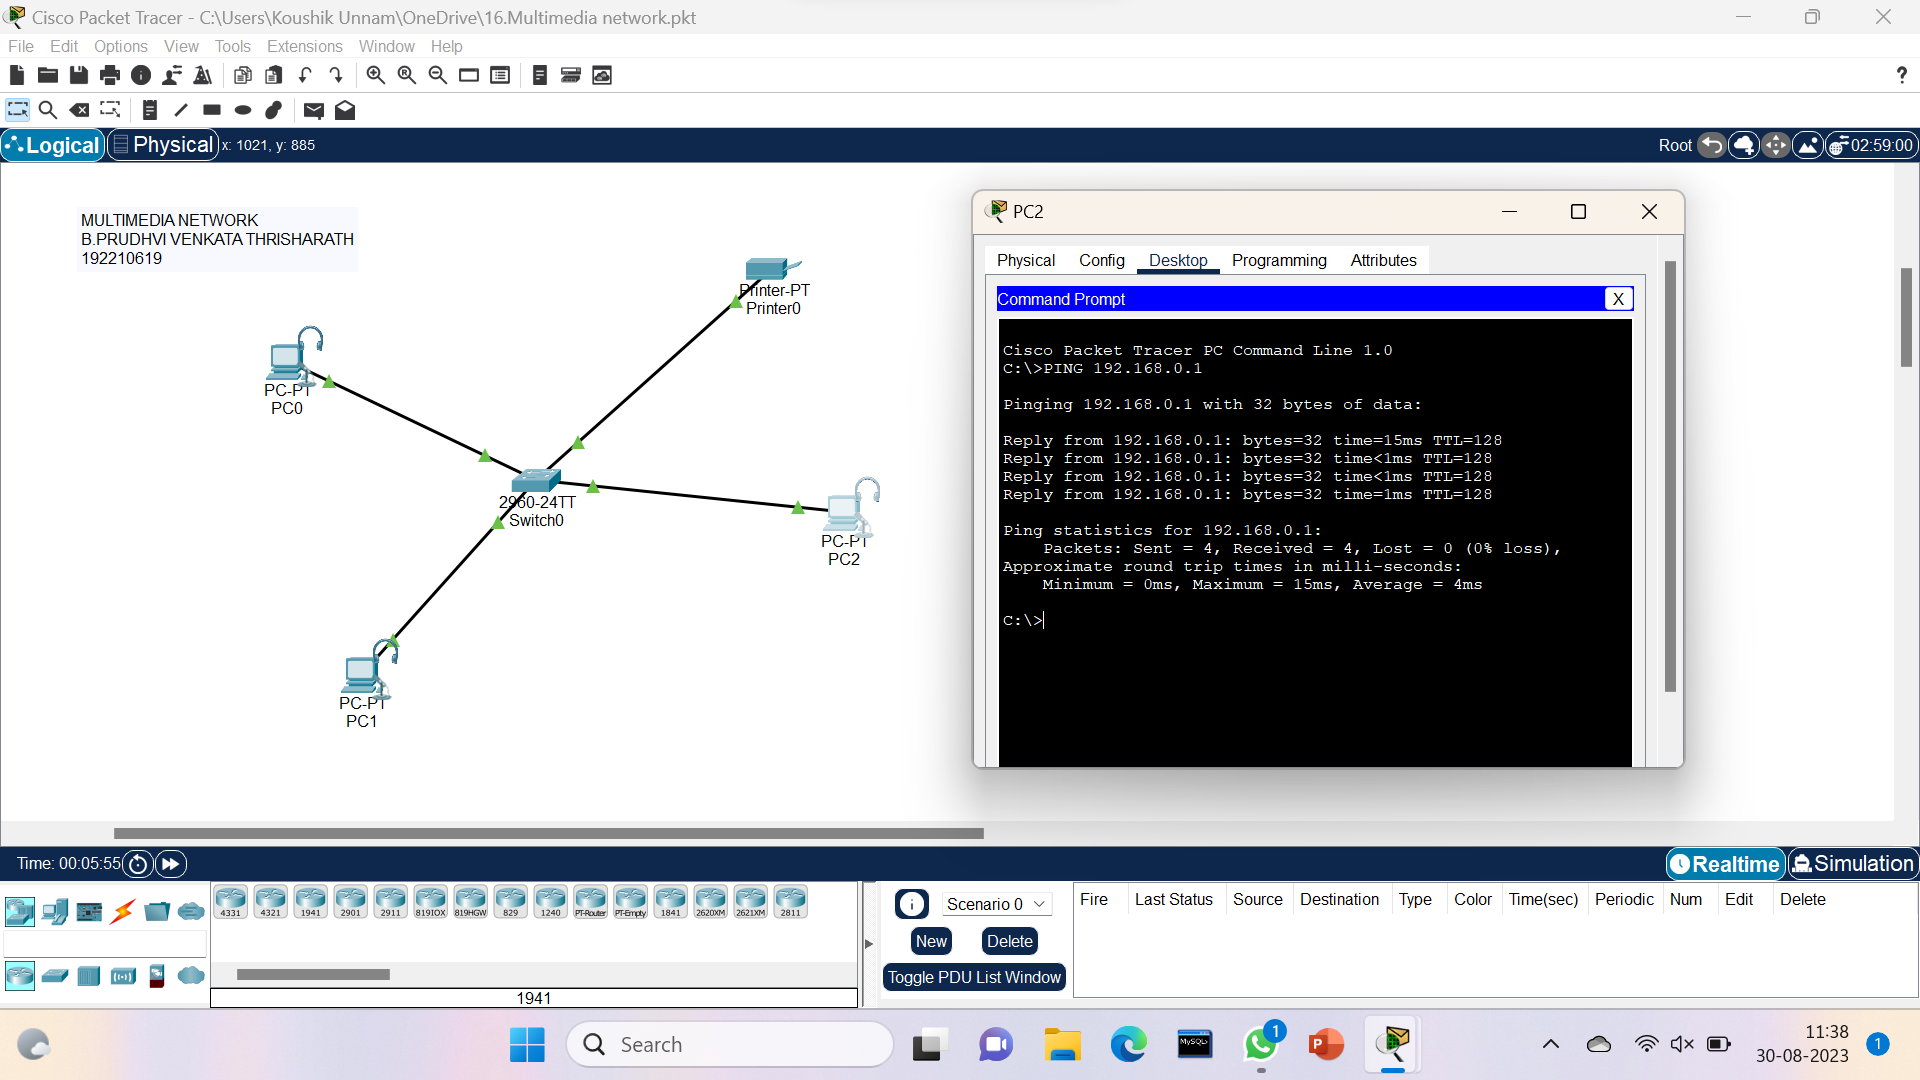 Cisco Packet Tracer - C:\Users\Koushik Unnam\OneDrive\16.Multimedia network.pkt
File Edit Options View Tools Extensions Window Help
?
Logical Physical x: 1021, y: 885 Root 02:59:00
MULTIMEDIA NETWORK
B.PRUDHVI VENKATA THRISHARATH
192210619
Printer-PT
Printer0
PC-PT
PC0
2960-24TT
Switch0
PC-PT
PC2
PC-PT
PC1
PC2
Physical Config Desktop Programming Attributes
Command Prompt X
Cisco Packet Tracer PC Command Line 1.0
C:\>PING 192.168.0.1
Pinging 192.168.0.1 with 32 bytes of data:
Reply from 192.168.0.1: bytes=32 time=15ms TTL=128
Reply from 192.168.0.1: bytes=32 time<1ms TTL=128
Reply from 192.168.0.1: bytes=32 time<1ms TTL=128
Reply from 192.168.0.1: bytes=32 time=1ms TTL=128
Ping statistics for 192.168.0.1:
Packets: Sent = 4, Received = 4, Lost = 0 (0% loss),
Approximate round trip times in milli-seconds:
Minimum = 0ms, Maximum = 15ms, Average = 4ms
C:\>
Time: 00:05:55 Realtime Simulation
4331 4321 1941 2901 2911 819IOX 819HGW 829 1240 PT-Router PT-Empty 1841 2620XM 2621XM 2811
1941
Scenario 0
New Delete
Toggle PDU List Window
Fire Last Status Source Destination Type Color Time(sec) Periodic Num Edit Delete
Search
MySQL>
1
P
11:38
30-08-2023
1